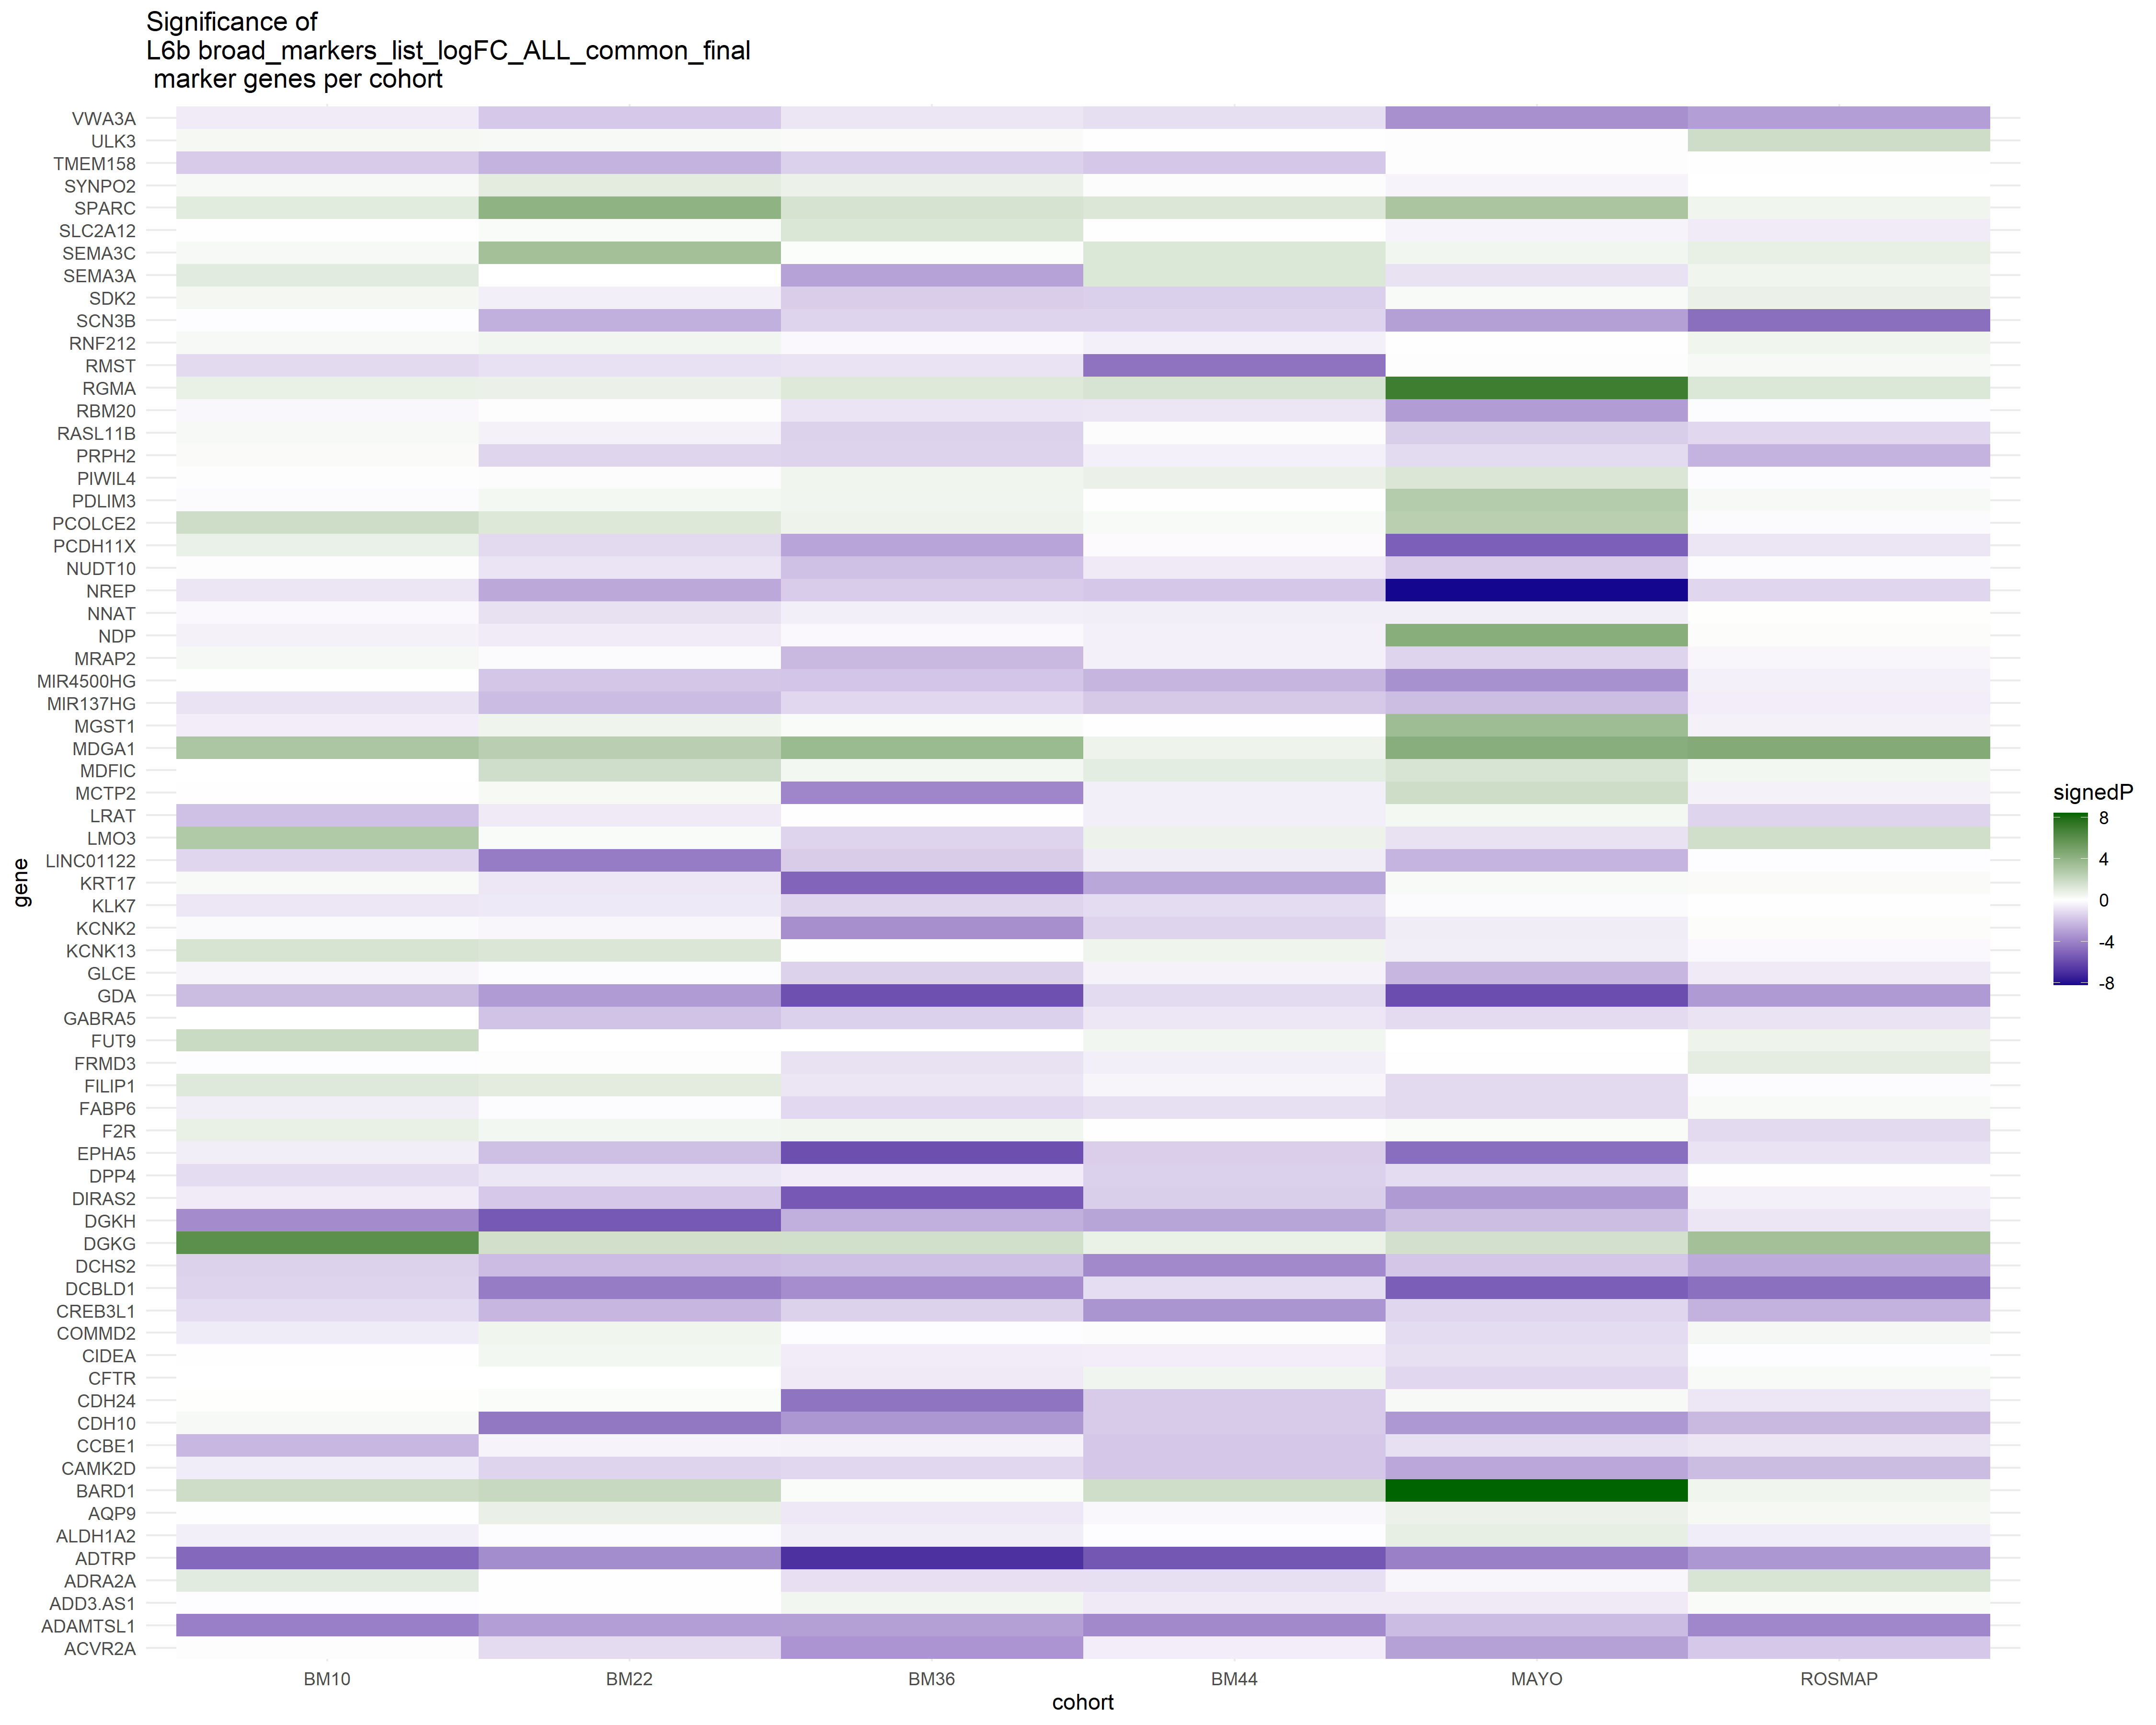 Significance of
L6b broad_markers_list_logFC_ALL_common_final
marker genes per cohort
VWA3A
ULK3
TMEM158
SYNPO2
SPARC
SLC2A12
SEMA3C
SEMA3A
SDK2
SCN3B
RNF212
RMST
RGMA
RBM20
RASL11B
PRPH2
PIWIL4
PDLIM3
PCOLCE2
PCDH11X
NUDT10
NREP
NNAT
NDP
MRAP2
MIR4500HG
MIR137HG
MGST1
MDGA1
MDFIC
MCTP2
LRAT
LMO3
LINC01122
KRT17
KLK7
KCNK2
KCNK13
GLCE
GDA
GABRA5
FUT9
FRMD3
FILIP1
FABP6
F2R
EPHA5
DPP4
DIRAS2
DGKH
DGKG
DCHS2
DCBLD1
CREB3L1
COMMD2
CIDEA
CFTR
CDH24
CDH10
CCBE1
CAMK2D
BARD1
AQP9
ALDH1A2
ADTRP
ADRA2A
ADD3.AS1
ADAMTSL1
ACVR2A
gene
BM10 BM22 BM36 BM44 MAYO ROSMAP
cohort
signedP
8
4
0
-4
-8